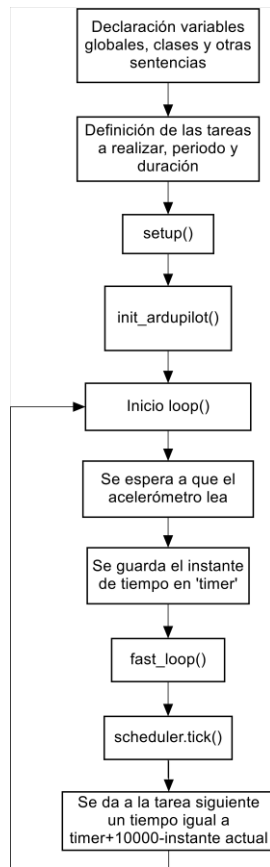 Declaración variables
globales, clases y otras
sentencias
Definición de las tareas
a realizar, periodo y
duración
setup()
init_ardupilot()
Inicio loop()
Se espera a que el
acelerómetro lea
Se guarda el instante
de tiempo en 'timer'
fast_loop()
scheduler.tick()
Se da a la tarea siguiente
un tiempo igual a
timer+10000-instante actual